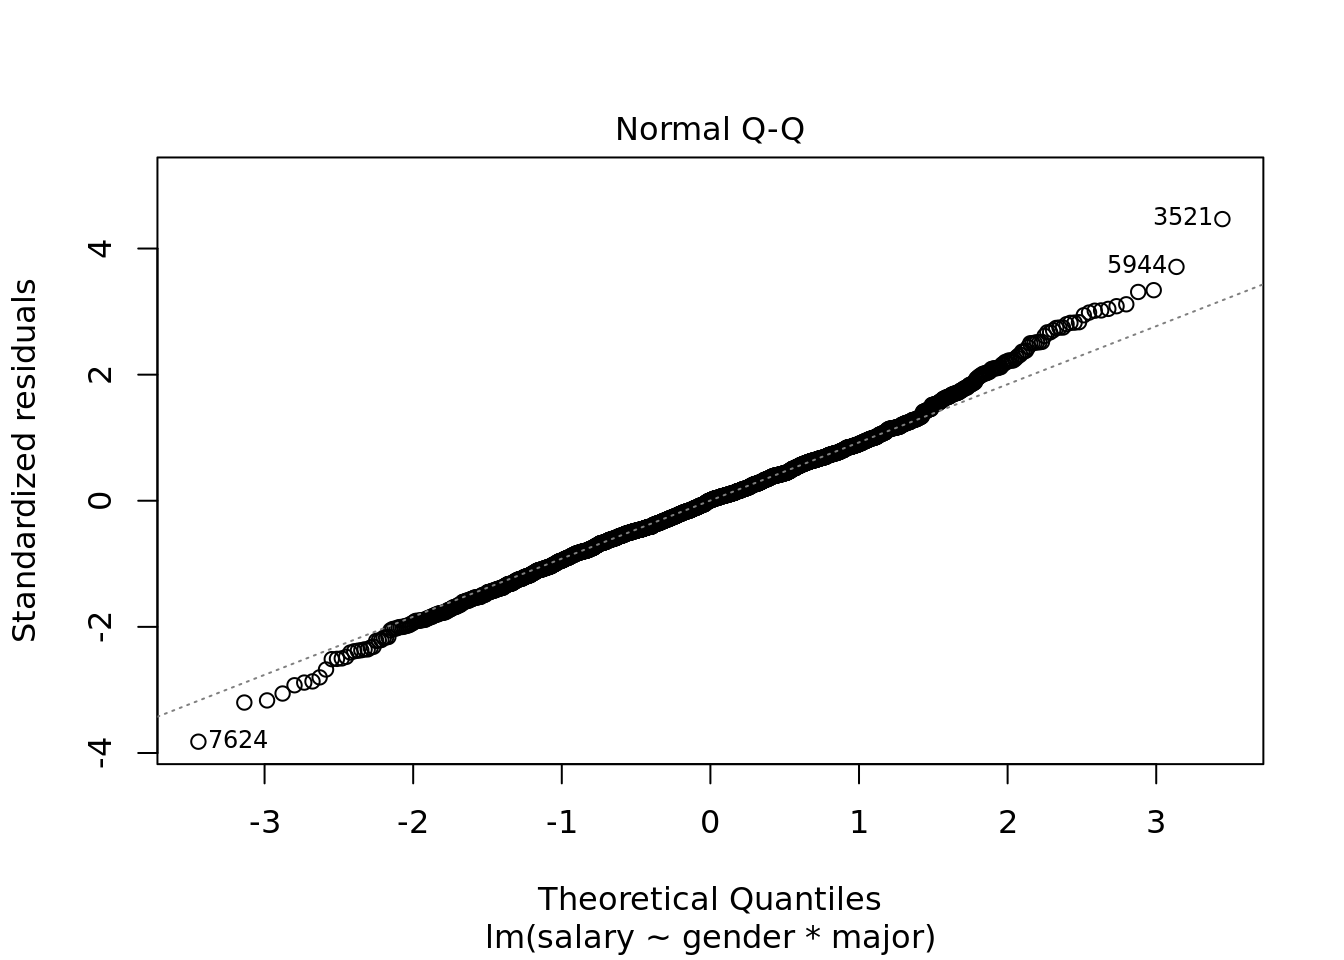 Normal Q-Q
3521
5944
4
2
0
-2
-4
Standardized residuals
7624
-3 -2 -1 0 1 2 3
Theoretical Quantiles
lm(salary ~ gender * major)